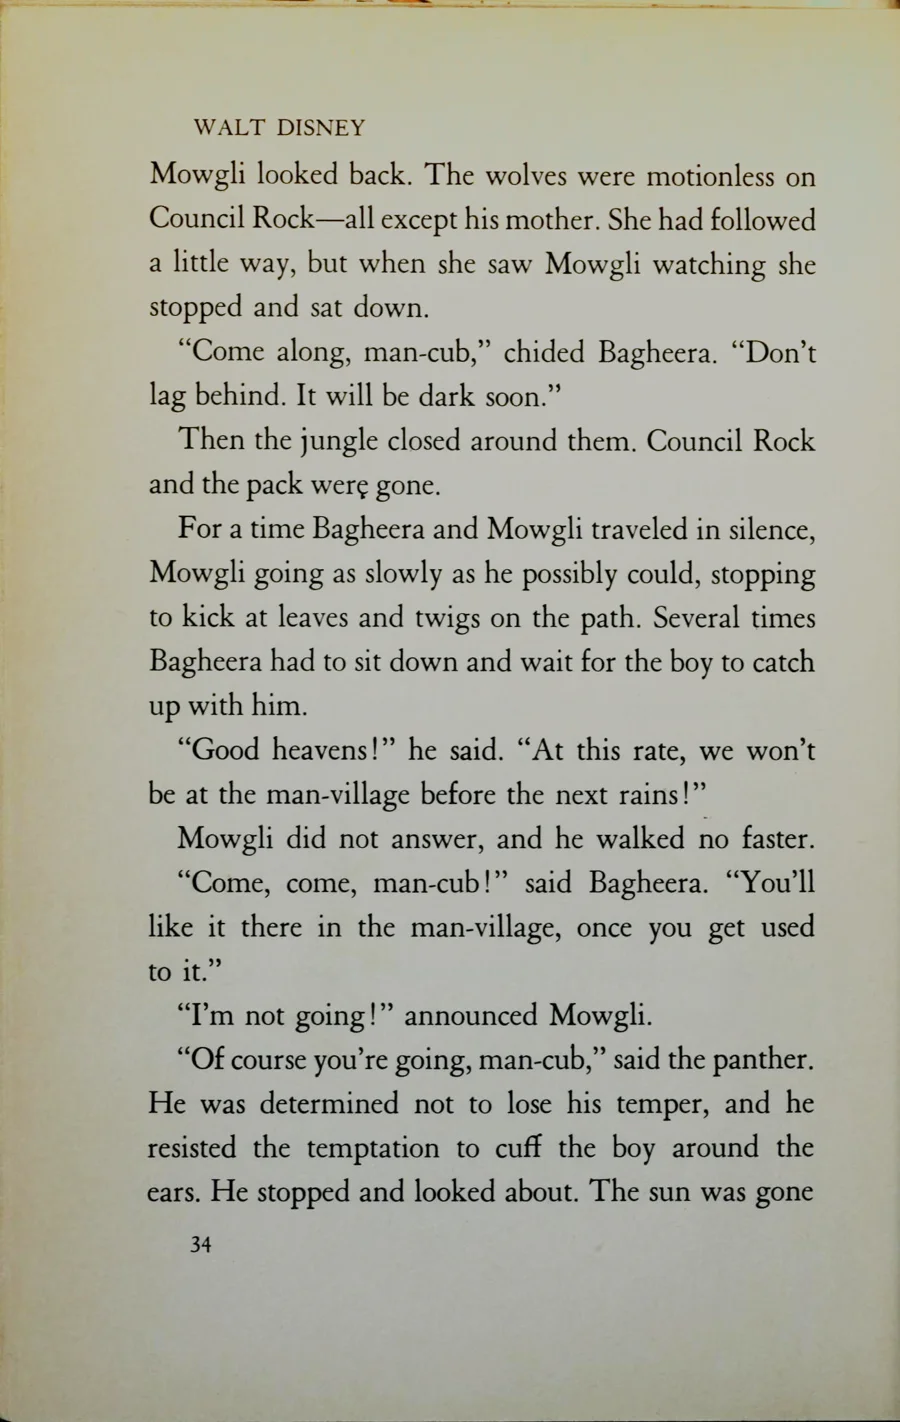 WALT DISNEY
Mowgli looked back. The wolves were motionless on
Council Rock—all except his mother. She had followed
a little way, but when she saw Mowgli watching she
stopped and sat down.
“Come along, man-cub,” chided Bagheera. “Don’t
lag behind. It will be dark soon.”
Then the jungle closed around them. Council Rock
and the pack were gone.
For a time Bagheera and Mowgli traveled in silence,
Mowgli going as slowly as he possibly could, stopping
to kick at leaves and twigs on the path. Several times
Bagheera had to sit down and wait for the boy to catch
up with him.
“Good heavens!” he said. “At this rate, we won’t
be at the man-village before the next rains!”
Mowgli did not answer, and he walked no faster.
“Come, come, man-cub!” said Bagheera. “You’ll
like it there in the man-village, once you get used
to it.”
“I’m not going!” announced Mowgli.
“Of course you’re going, man-cub,” said the panther.
He was determined not to lose his temper, and he
resisted the temptation to cuff the boy around the
ears. He stopped and looked about. The sun was gone
34